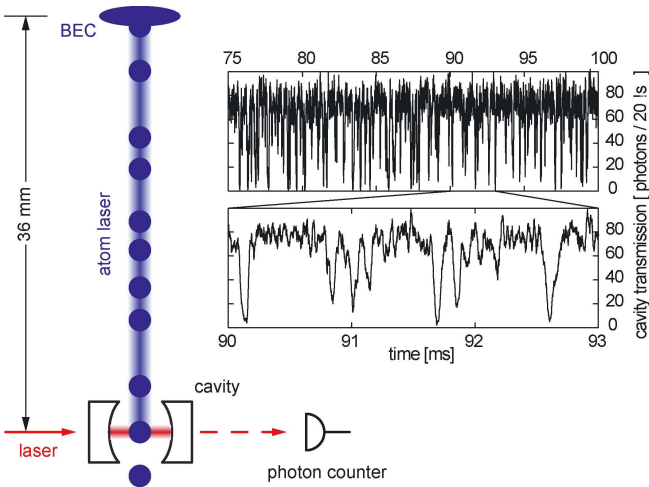 BEC
36 mm
atom laser
cavity
laser
photon counter
75 80 85 90 95 100
80
60
40
20
0
80
60
40
20
0
cavity transmission [ photons / 20 !s ]
90 91 92 93
time [ms]